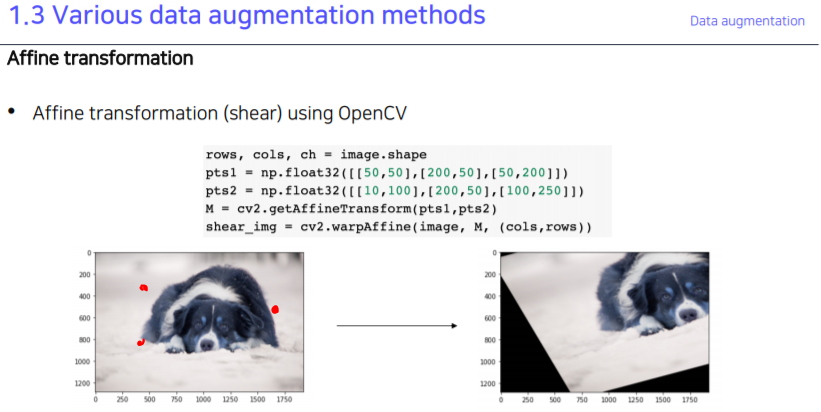 1.3 Various data augmentation methods
Data augmentation
Affine transformation
• Affine transformation (shear) using OpenCV
rows, cols, ch = image.shape
pts1 = np.float32([[50,50],[200,50],[50,200]])
pts2 = np.float32([[10,100],[200,50],[100,250]])
M = cv2.getAffineTransform(pts1,pts2)
shear_img = cv2.warpAffine(image, M, (cols,rows))
0
200
400
600
800
1000
1200
0 250 500 750 1000 1250 1500 1750
0
200
400
600
800
1000
1200
0 250 500 750 1000 1250 1500 1750